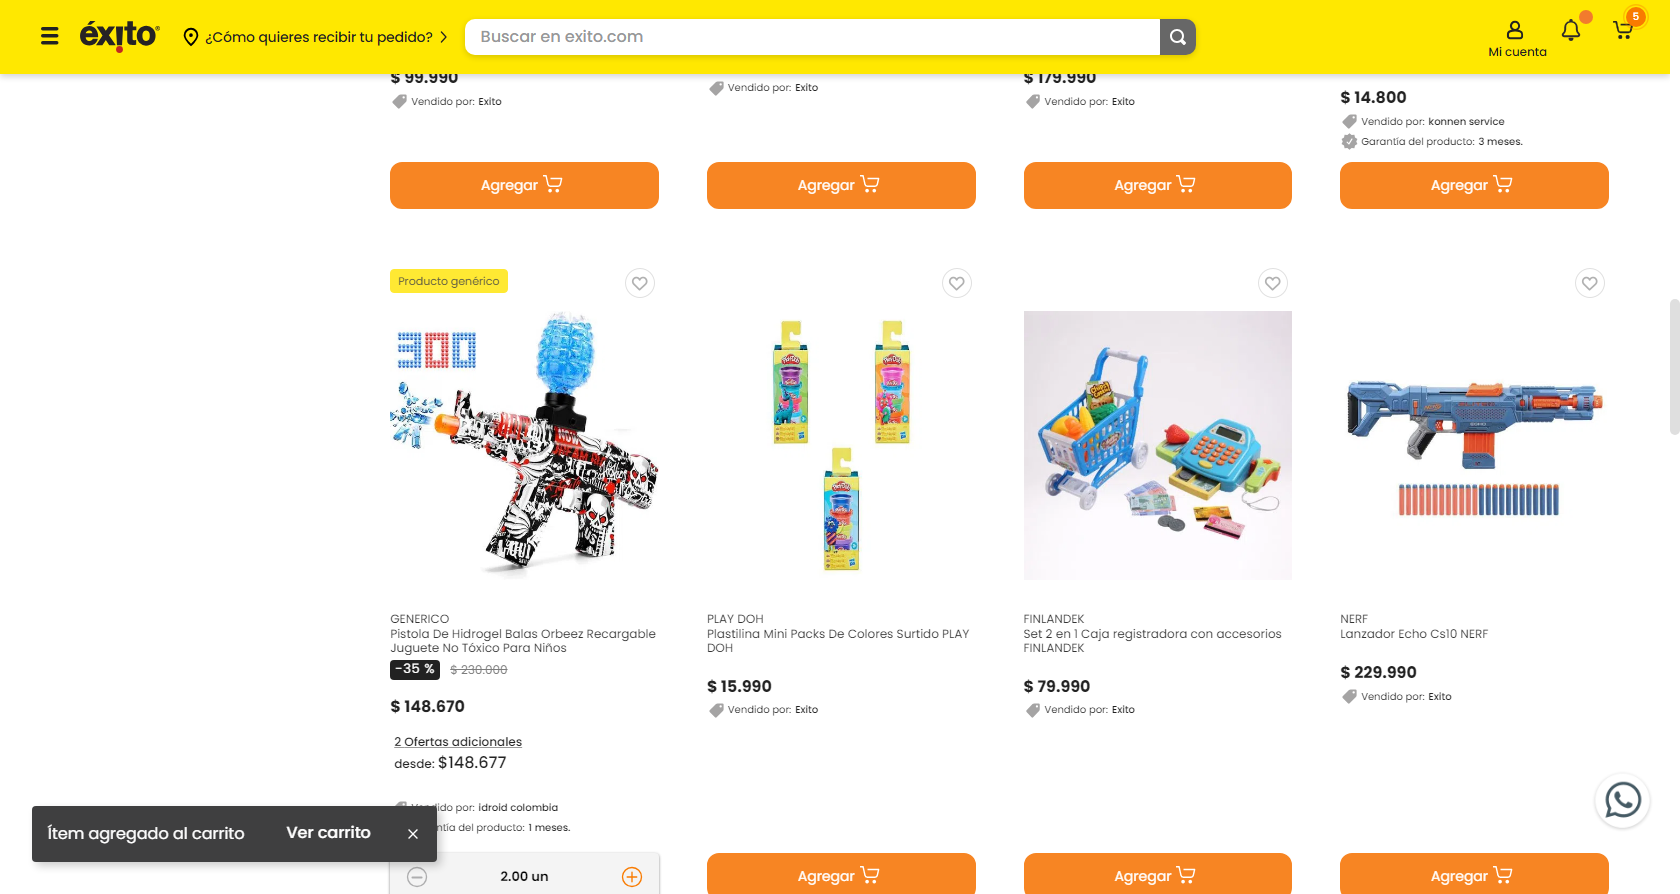 éxito
¿Cómo quieres recibir tu pedido?
Buscar en exito.com
Mi cuenta
5
$ 99.990
Vendido por: Exito
Vendido por: Exito
$ 179.990
Vendido por: Exito
$ 14.800
Vendido por: konnen service
Garantía del producto: 3 meses.
Agregar
Agregar
Agregar
Agregar
Producto genérico
300
GENERICO
Pistola De Hidrogel Balas Orbeez Recargable
Juguete No Tóxico Para Niños
-35 % $ 230.000
$ 148.670
2 Ofertas adicionales
desde: $148.677
Vendido por: idroid colombia
ntía del producto: 1 meses.
2.00 un
PLAY DOH
Plastilina Mini Packs De Colores Surtido PLAY
DOH
$ 15.990
Vendido por: Exito
Agregar
FINLANDEK
Set 2 en 1 Caja registradora con accesorios
FINLANDEK
$ 79.990
Vendido por: Exito
Agregar
NERF
Lanzador Echo Cs10 NERF
$ 229.990
Vendido por: Exito
Agregar
Ítem agregado al carrito
Ver carrito